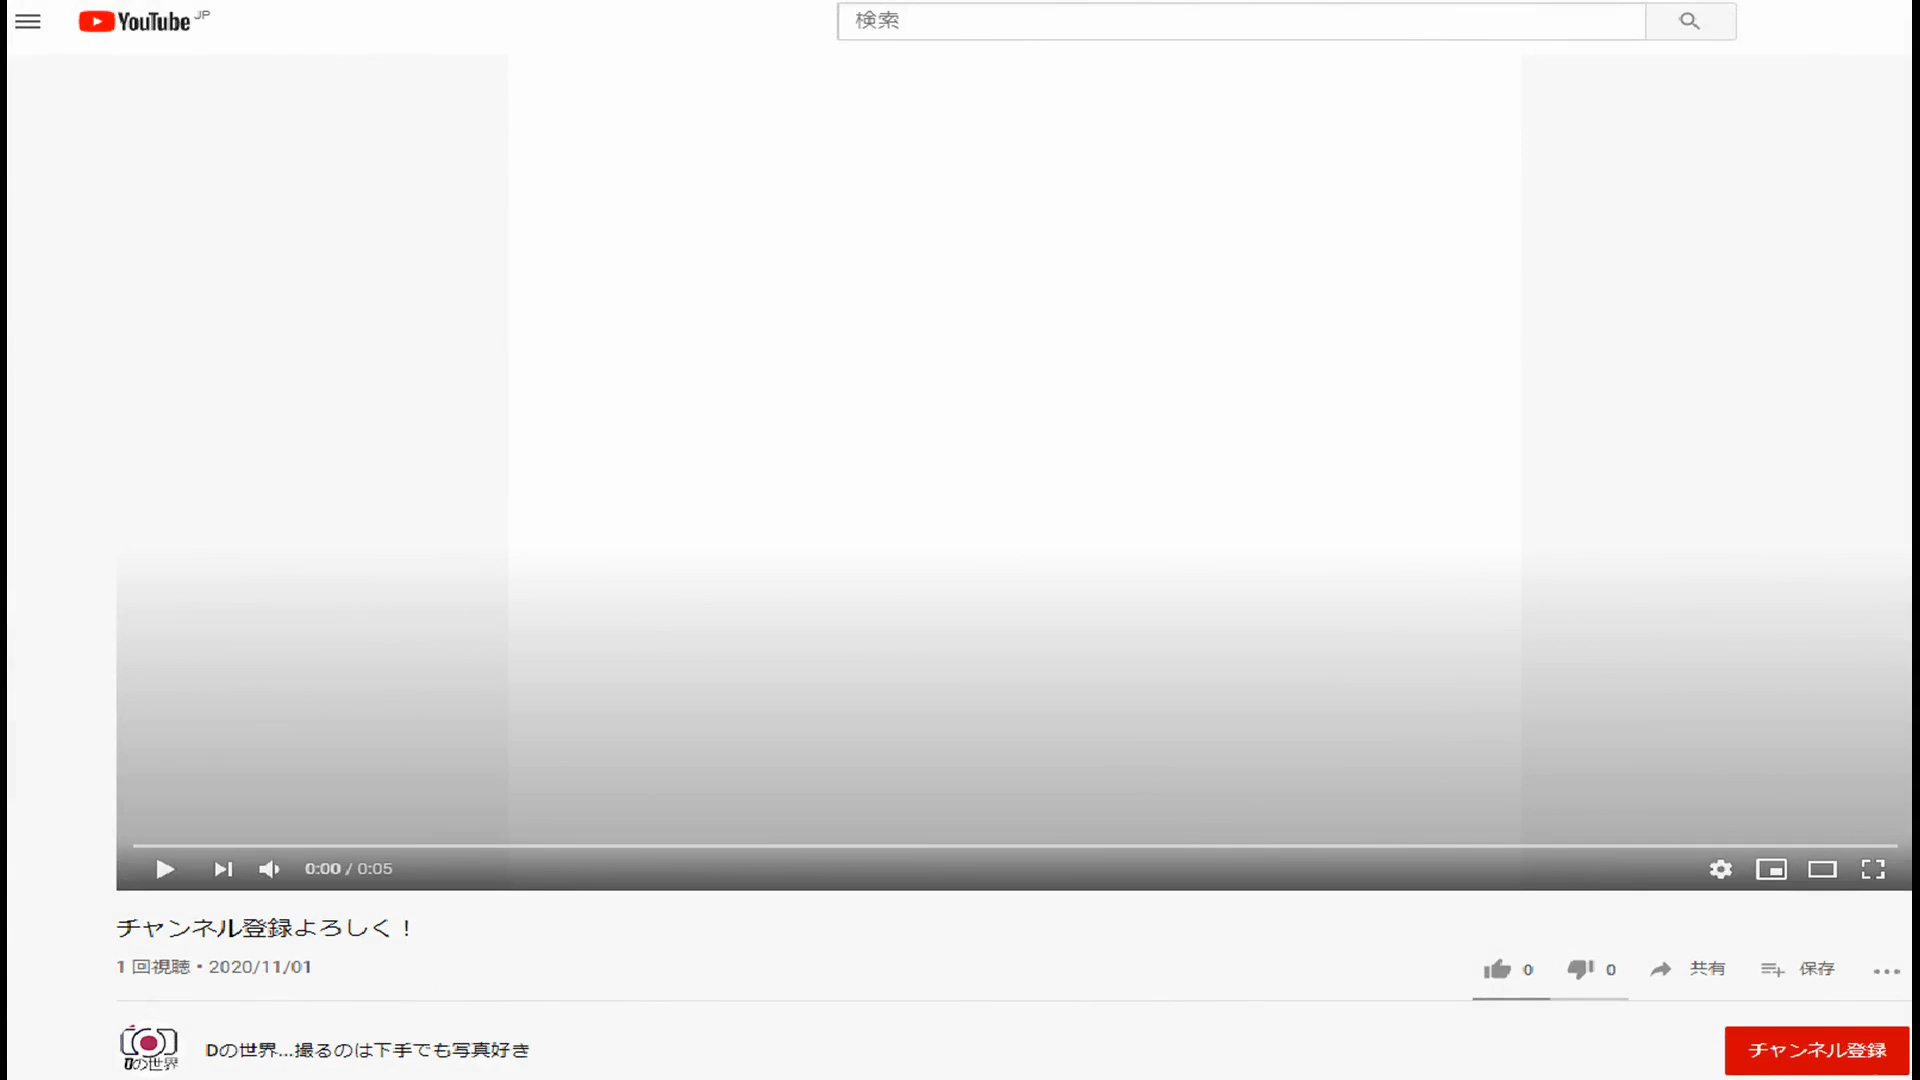 YouTube JP
検索
0:00 / 0:05
チャンネル登録よろしく！
1 回視聴・2020/11/01
0
0
共有
保存
Dの世界
Dの世界...撮るのは下手でも写真好き
チャンネル登録